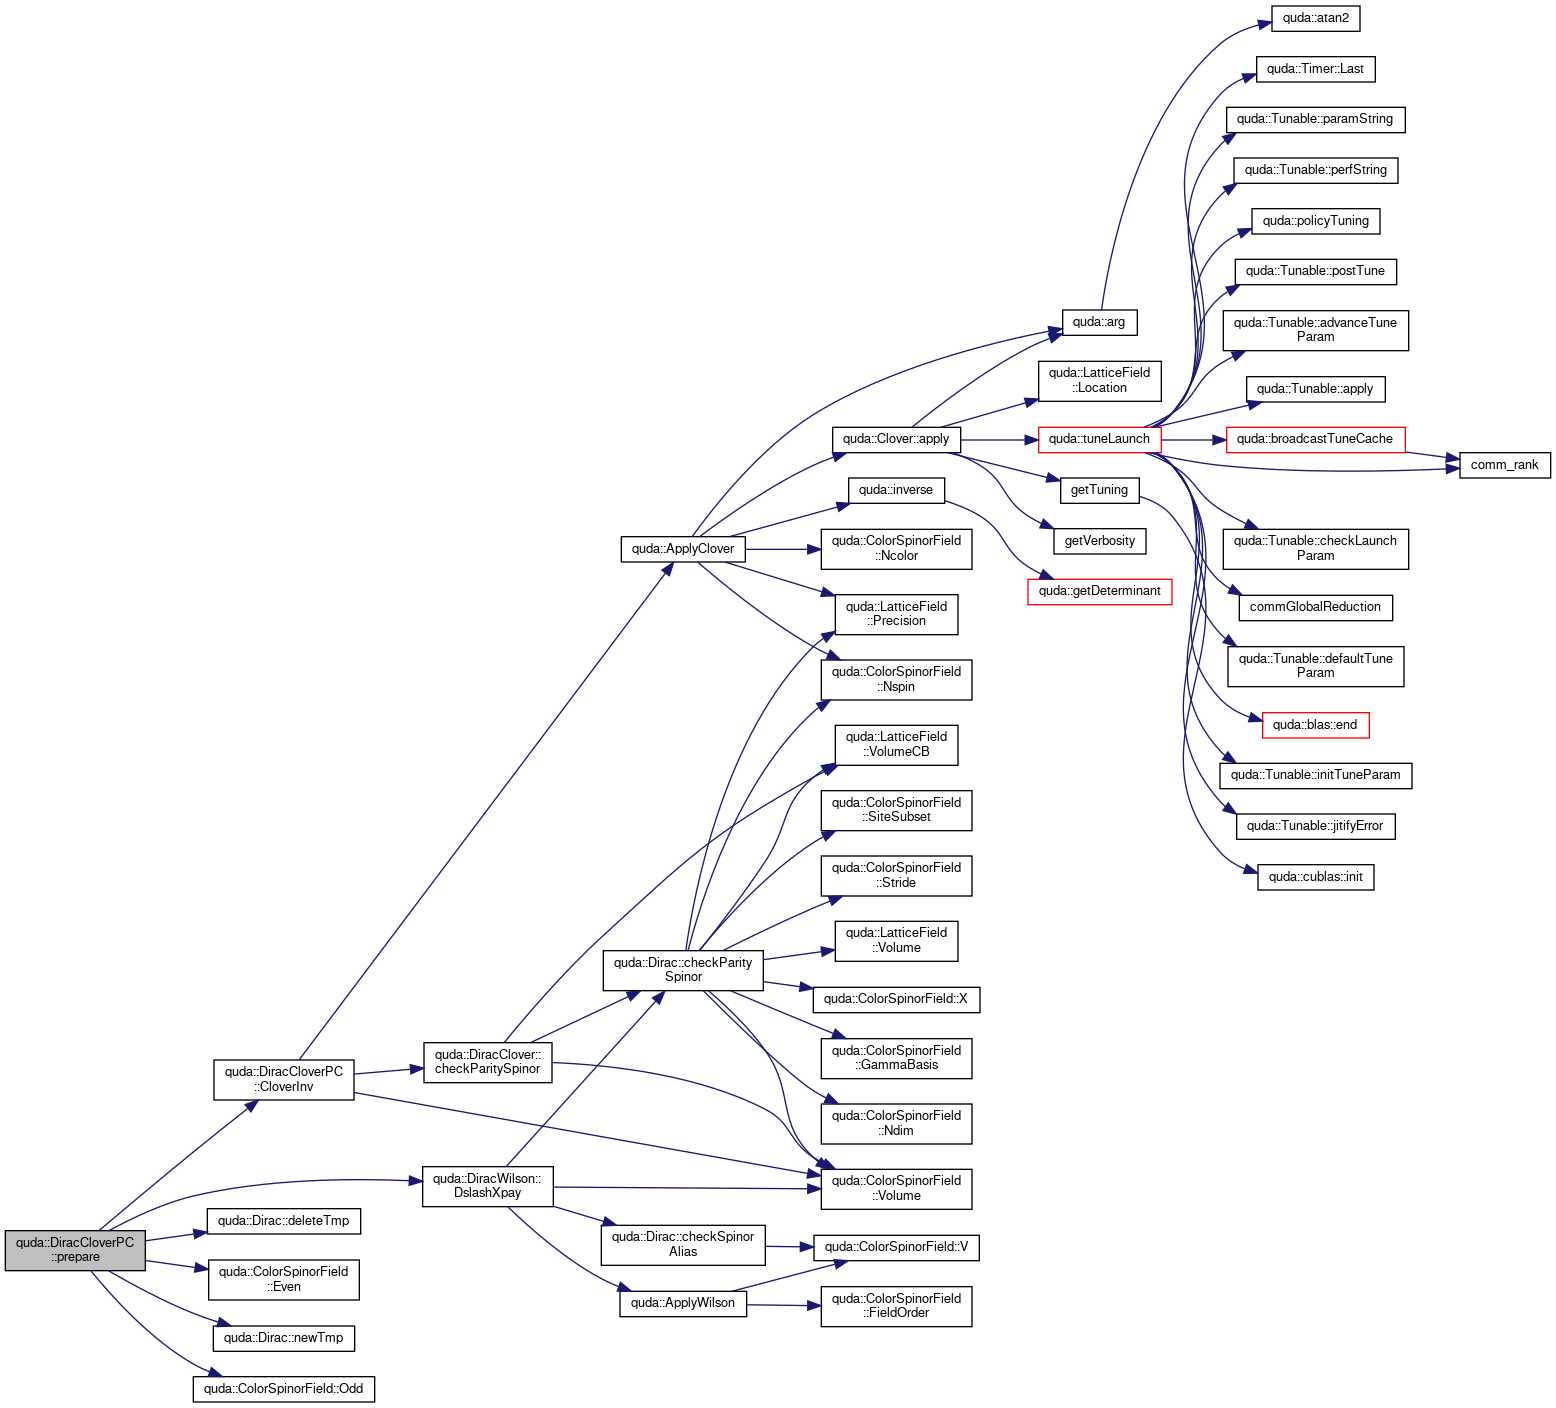 quda::atan2
quda::Timer::Last
quda::Tunable::paramString
quda::Tunable::perfString
quda::policyTuning
quda::Tunable::postTune
quda::Tunable::advanceTune
Param
quda::Tunable::apply
quda::broadcastTuneCache
comm_rank
quda::Tunable::checkLaunch
Param
commGlobalReduction
quda::Tunable::defaultTune
Param
quda::blas::end
quda::Tunable::initTuneParam
quda::Tunable::jitifyError
quda::cublas::init
quda::arg
quda::LatticeField
::Location
quda::tuneLaunch
getTuning
getVerbosity
quda::getDeterminant
quda::Clover::apply
quda::inverse
quda::ColorSpinorField
::Ncolor
quda::LatticeField
::Precision
quda::ColorSpinorField
::Nspin
quda::LatticeField
::VolumeCB
quda::ColorSpinorField
::SiteSubset
quda::ColorSpinorField
::Stride
quda::LatticeField
::Volume
quda::ColorSpinorField::X
quda::ColorSpinorField
::GammaBasis
quda::ColorSpinorField
::Ndim
quda::ColorSpinorField
::Volume
quda::ColorSpinorField::V
quda::ColorSpinorField
::FieldOrder
quda::ApplyClover
quda::Dirac::checkParity
Spinor
quda::Dirac::checkSpinor
Alias
quda::ApplyWilson
quda::DiracClover::
checkParitySpinor
quda::DiracWilson::
DslashXpay
quda::DiracCloverPC
::CloverInv
quda::Dirac::deleteTmp
quda::ColorSpinorField
::Even
quda::Dirac::newTmp
quda::ColorSpinorField::Odd
quda::DiracCloverPC
::prepare